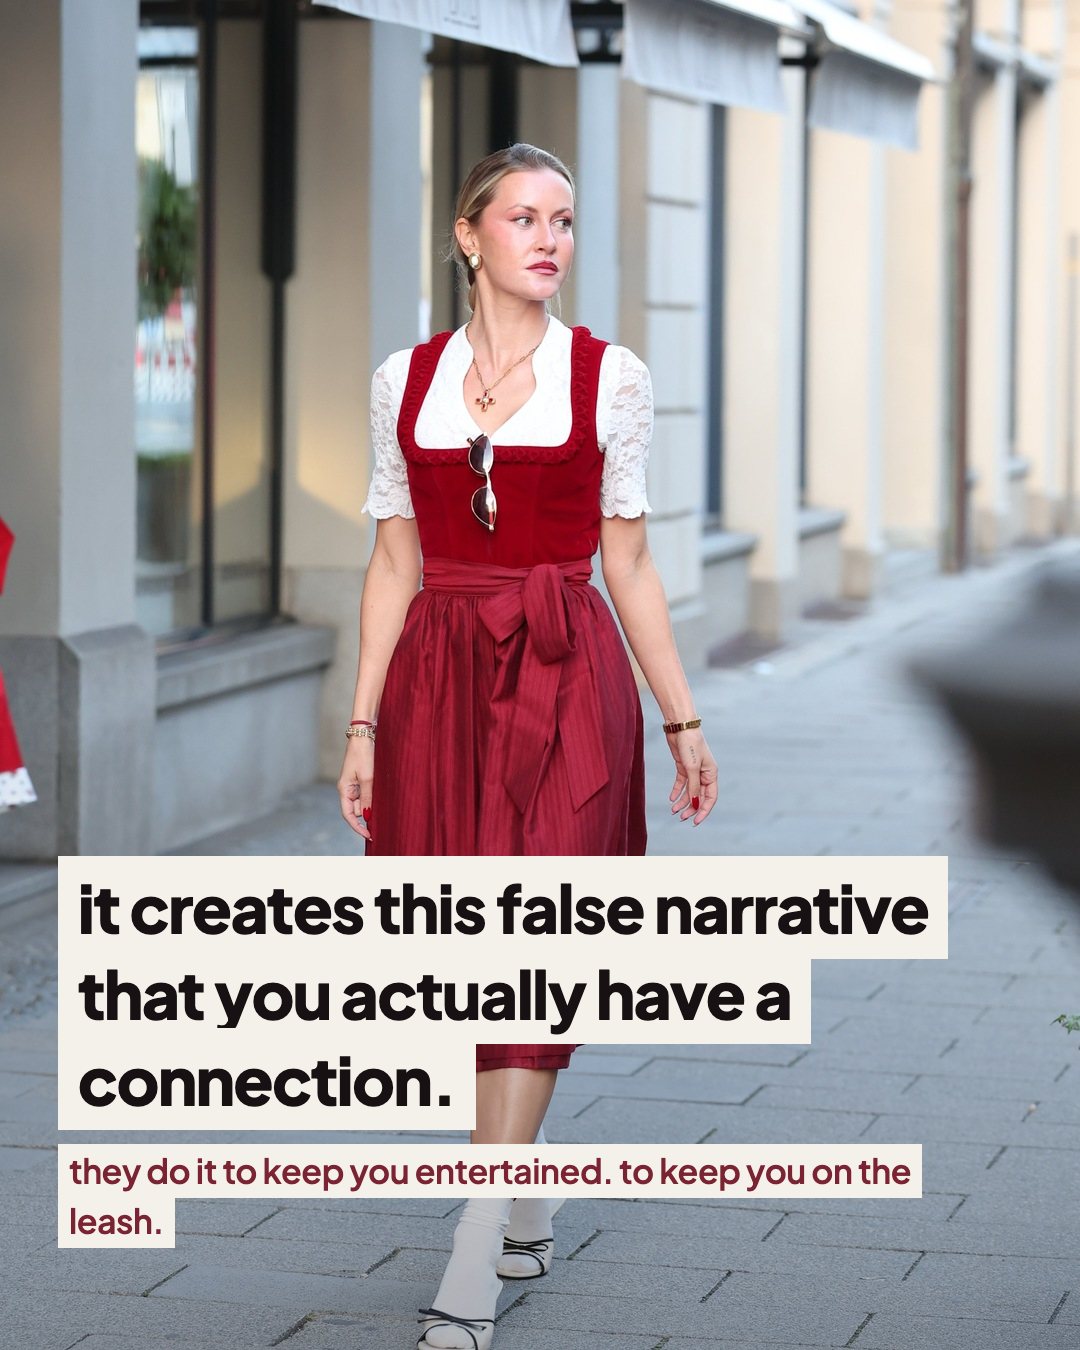 it creates this false narrative
that you actually have a
connection.
they do it to keep you entertained. to keep you on the
leash.